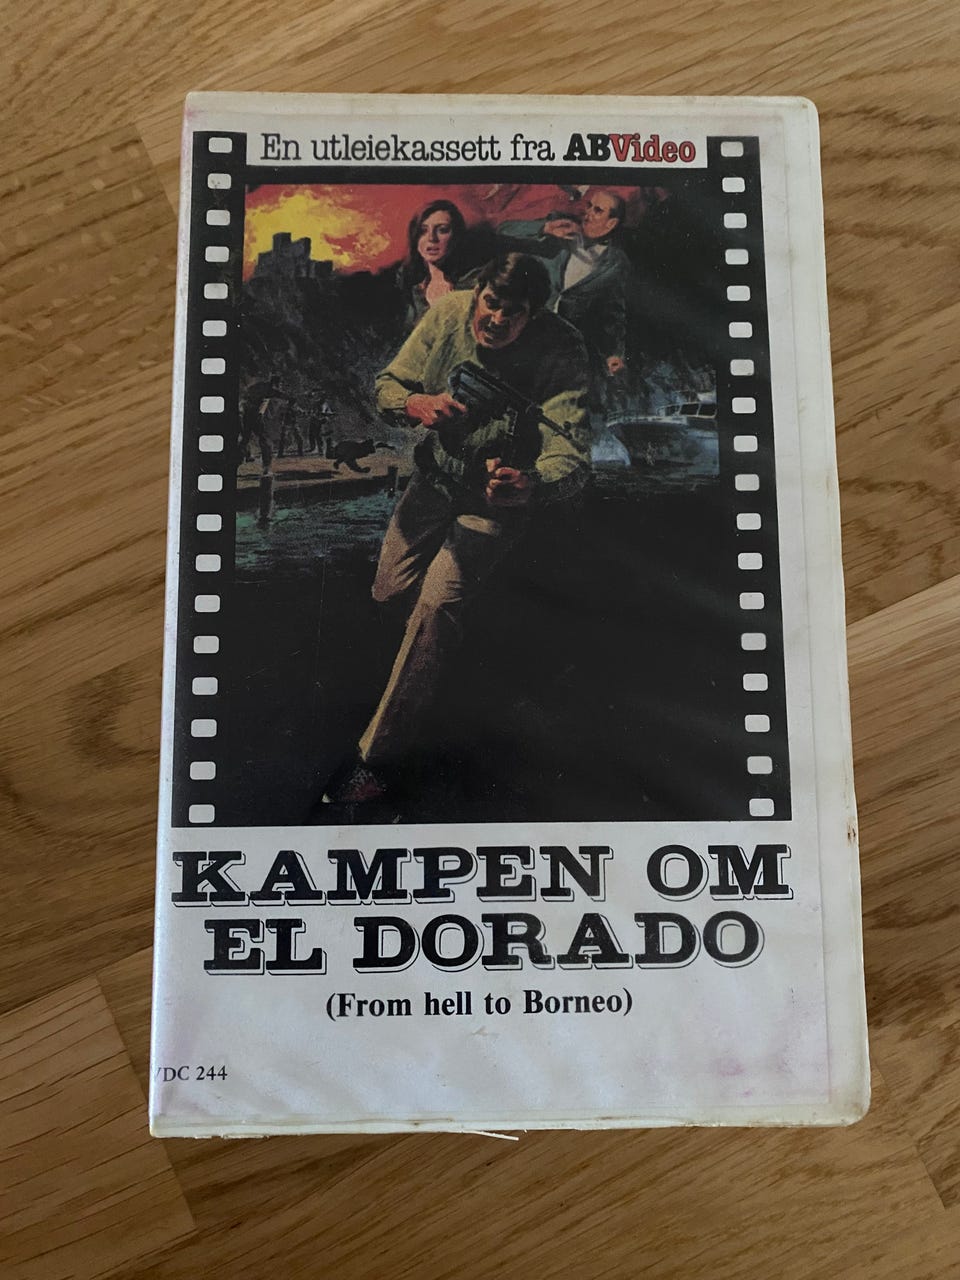 En utleiekassett fra ABVideo
KAMPEN OM
EL DORADO
(From hell to Borneo)
VDC 244